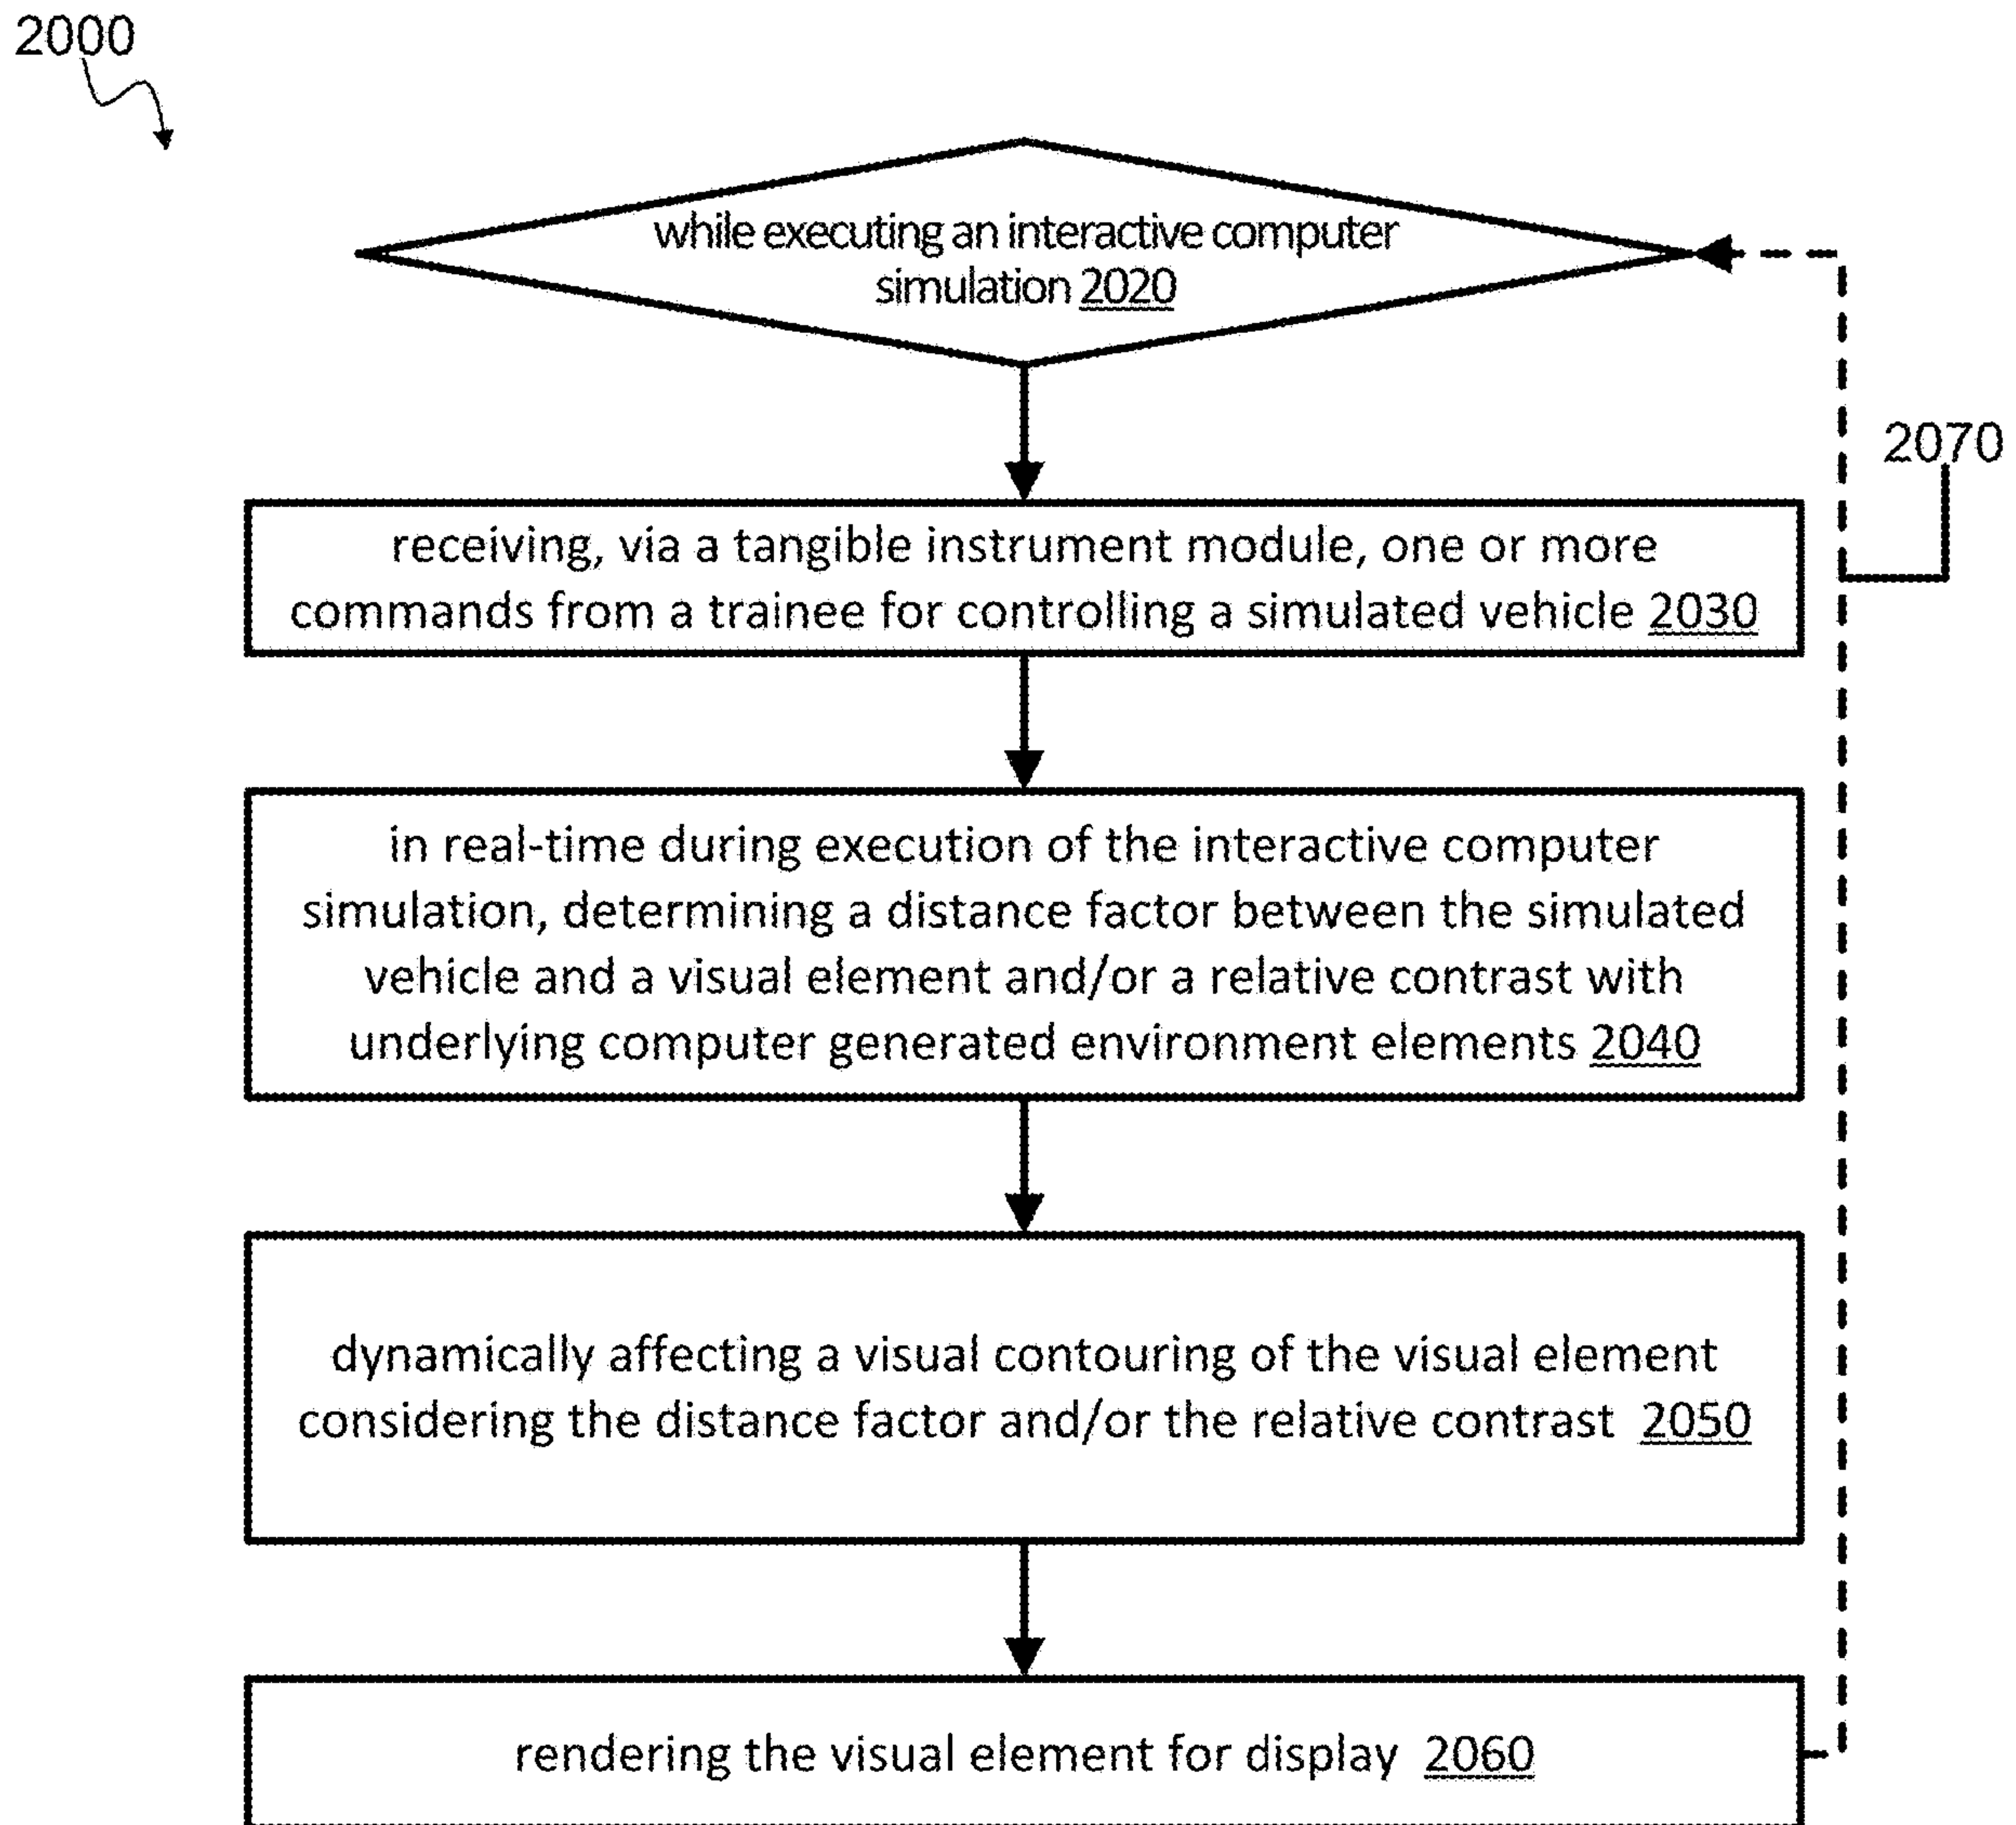 2000
while executing an interactive computer
simulation 2020
2070
receiving, via a tangible instrument module, one or more
commands from a trainee for controlling a simulated vehicle 2030
in real-time during execution of the interactive computer
simulation, determining a distance factor between the simulated
vehicle and a visual element and/or a relative contrast with
underlying computer generated environment elements 2040
dynamically affecting a visual contouring of the visual element
considering the distance factor and/or the relative contrast 2050
rendering the visual element for display 2060